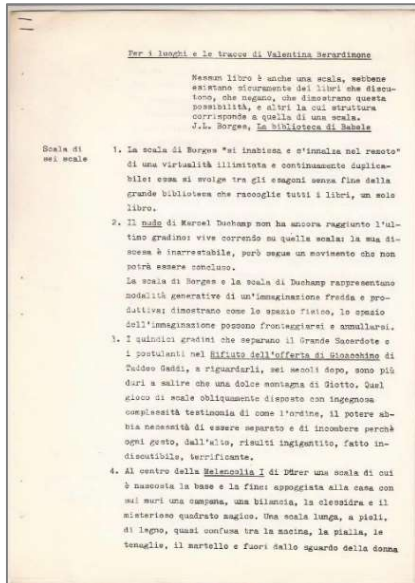 Per i luoghi e le tracce di Valentina Berardinone
Nessun libro è anche una scala, sebbene
esistano sicuramente dei libri che discu-
tono, che negano, che dimostrano questa
possibilità, e altri la cui struttura
corrisponde a quella di una scala.
J.L. Borges, La biblioteca di Babele
Scala di
sei scale
1. La scala di Borges "si inabissa e s'innalza nel remoto"
di una virtualità illimitata e continuamente duplica-
bile: essa si svolge tra gli esagoni senza fine della
grande biblioteca che raccoglie tutti i libri, un solo
libro.
2. Il nudo di Marcel Duchamp non ha ancora raggiunto l'ul-
timo gradino: vive correndo su quella scala: la sua di-
scesa è inarrestabile, però segue un movimento che non
potrà essere concluso.
La scala di Borges e la scala di Duchamp rappresentano
modalità generative di un'immaginazione fredda e pro-
duttiva; dimostrano come lo spazio fisico, lo spazio
dell'immaginazione possono fronteggiarsi e annullarsi.
3. I quindici gradini che separano il Grande Sacerdote e
i postulanti nel Rifiuto dell'offerta di Gioacchino di
Taddeo Gaddi, a riguardarli, sei secoli dopo, sono più
duri a salire che una dolce montagna di Giotto. Quel
gioco di scale obliquamente disposto con ingegnosa
complessità testimonia di come l'ordine, il potere ab-
bia necessità di essere separato e di incombere perchè
ogni gesto, dall'alto, risulti ingigantito, fatto in-
discutibile, terrificante.
4. Al centro della Melencolia I di Dürer una scala di cui
è nascosta la base e la fine: appoggiata alla casa con
sui muri una campana, una bilancia, la clessidra e il
misterioso quadrato magico. Una scala lunga, a pioli,
di legno, quasi confusa tra la macina, la pialla, le
tenaglie, il martello e fuori dallo sguardo della donna